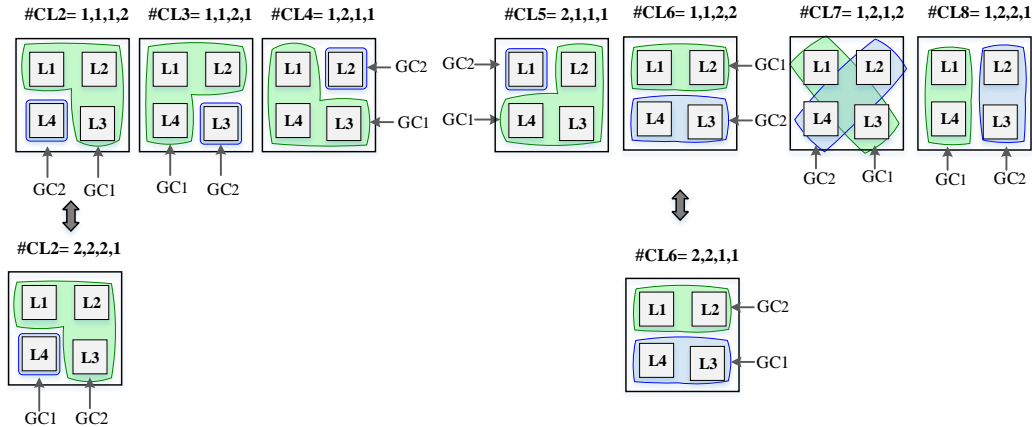 #CL2= 1,1,1,2 #CL3= 1,1,2,1 #CL4= 1,2,1,1 #CL5= 2,1,1,1 #CL6= 1,1,2,2 #CL7= 1,2,1,2 #CL8= 1,2,2,1
L1 L2 L1 L2 L1 L2 GC2 GC2 L1 L2 L1 L2 GC1 L1 L2 L1 L2
L4 L3 L4 L3 L4 L3 GC1 GC1 L4 L3 L4 L3 GC2 L4 L3 L4 L3
GC2 GC1 GC1 GC2 GC2 GC1 GC1 GC2
#CL2= 2,2,2,1 #CL6= 2,2,1,1
L1 L2 L1 L2 GC2
L4 L3 L4 L3 GC1
GC1 GC2